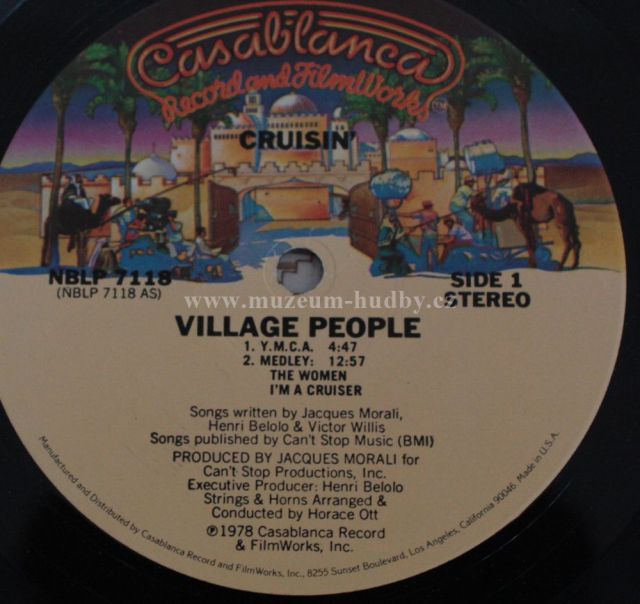 Casablanca
Record and FilmWorks
TM
CRUISIN'
NBLP 7118
(NBLP 7118 AS)
SIDE 1
STEREO
www.muzeum-hudby.cz
VILLAGE PEOPLE
1. Y.M.C.A. 4:47
2. MEDLEY: 12:57
THE WOMEN
I'M A CRUISER
Songs written by Jacques Morali,
Henri Belolo & Victor Willis
Songs published by Can't Stop Music (BMI)
PRODUCED BY JACQUES MORALI for
Can't Stop Productions, Inc.
Executive Producer: Henri Belolo
Strings & Horns Arranged &
Conducted by Horace Ott
℗1978 Casablanca Record
& FilmWorks, Inc.
Manufactured and Distributed by Casablanca Record and FilmWorks, Inc., 8255 Sunset Boulevard, Los Angeles, California 90046. Made in U.S.A.